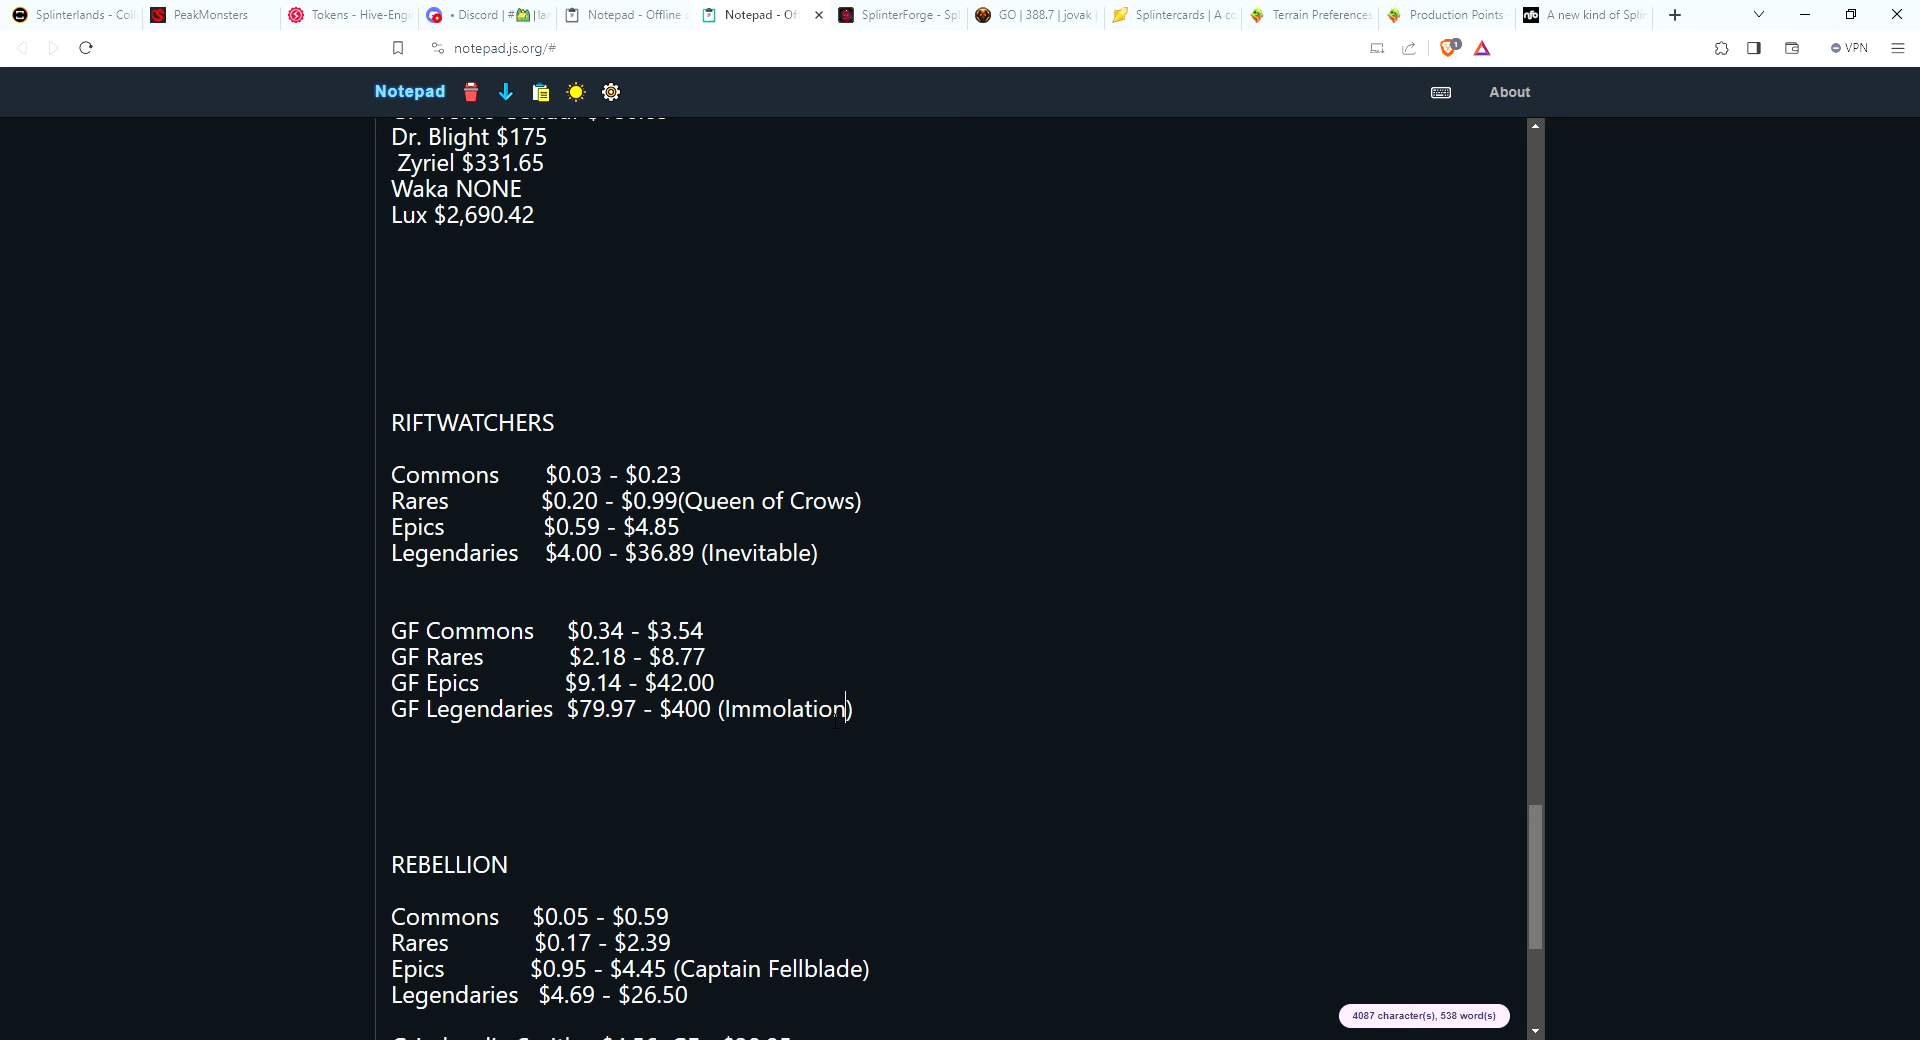 Splinterlands - Coll
PeakMonsters
Tokens - Hive-Engi
• Discord | #
lan
Notepad - Offline
Notepad - Of
SplinterForge - Spl
GO | 388.7 | jovak
Splintercards | A co
Terrain Preferences
Production Points
A new kind of Splin
notepad.js.org/#
1
VPN
Notepad
About
Dr. Blight $175
Zyriel $331.65
Waka NONE
Lux $2,690.42
RIFTWATCHERS
Commons $0.03 - $0.23
Rares $0.20 - $0.99(Queen of Crows)
Epics $0.59 - $4.85
Legendaries $4.00 - $36.89 (Inevitable)
GF Commons $0.34 - $3.54
GF Rares $2.18 - $8.77
GF Epics $9.14 - $42.00
GF Legendaries $79.97 - $400 (Immolation)
REBELLION
Commons $0.05 - $0.59
Rares $0.17 - $2.39
Epics $0.95 - $4.45 (Captain Fellblade)
Legendaries $4.69 - $26.50
4087 character(s), 538 word(s)